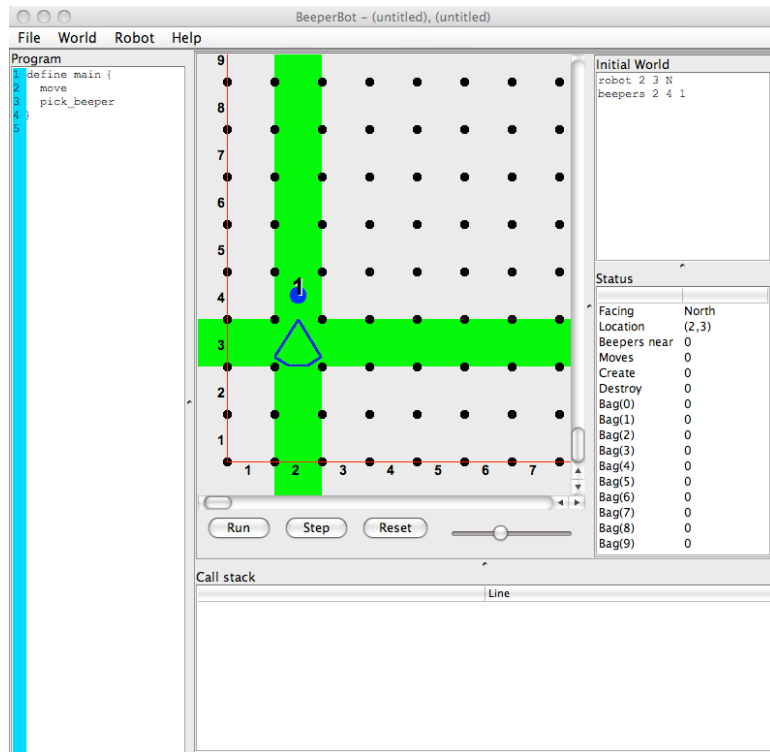 BeeperBot – (untitled), (untitled)
File World Robot Help
Program
1 define main {
2 move
3 pick_beeper
4 }
5
9
8
7
6
5
4
3
2
1
1
1 2 3 4 5 6 7
Run Step Reset
Initial World
robot 2 3 N
beepers 2 4 1
Status
Facing North
Location (2,3)
Beepers near 0
Moves 0
Create 0
Destroy 0
Bag(0) 0
Bag(1) 0
Bag(2) 0
Bag(3) 0
Bag(4) 0
Bag(5) 0
Bag(6) 0
Bag(7) 0
Bag(8) 0
Bag(9) 0
Call stack
Line